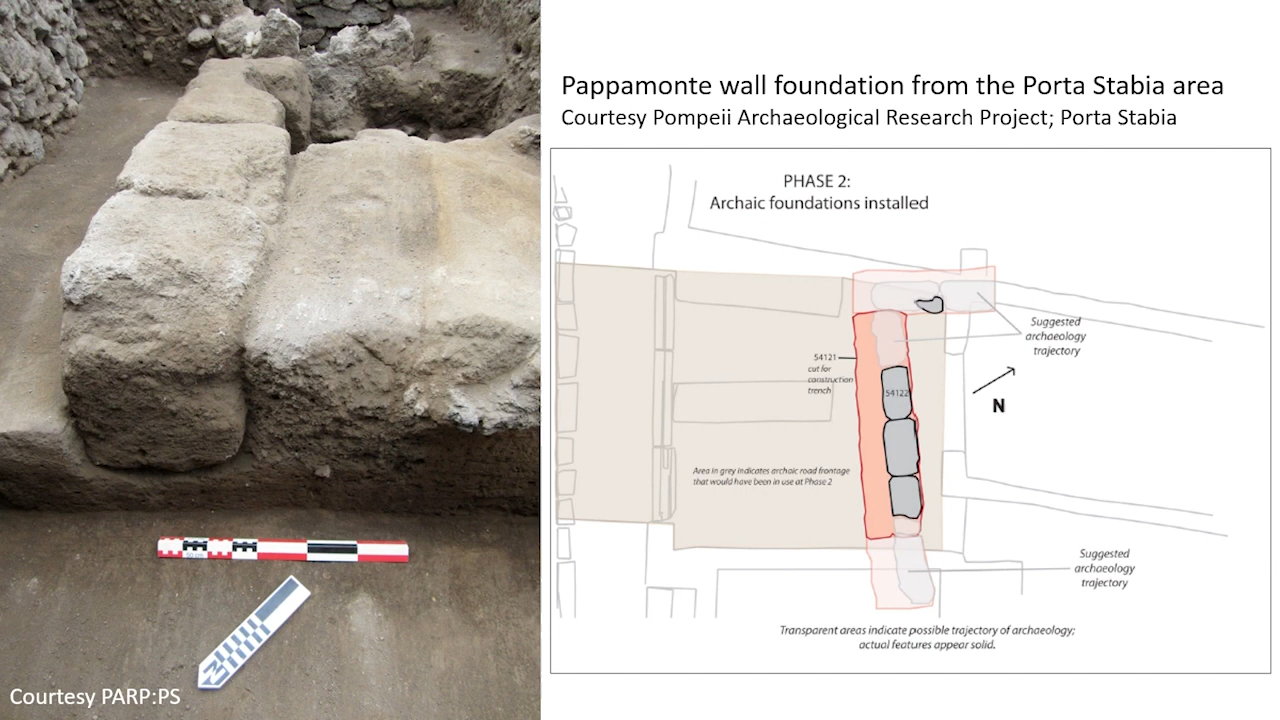 Pappamonte wall foundation from the Porta Stabia area
Courtesy Pompeii Archaeological Research Project; Porta Stabia
PHASE 2:
Archaic foundations installed
Suggested
archaeology
trajectory
54121
cut for
construction
trench
54122
N
Area in grey indicates archaic road frontage
that would have been in use at Phase 2
Suggested
archaeology
trajectory
Transparent areas indicate possible trajectory of archaeology;
actual features appear solid.
50 cm
N
Courtesy PARP:PS